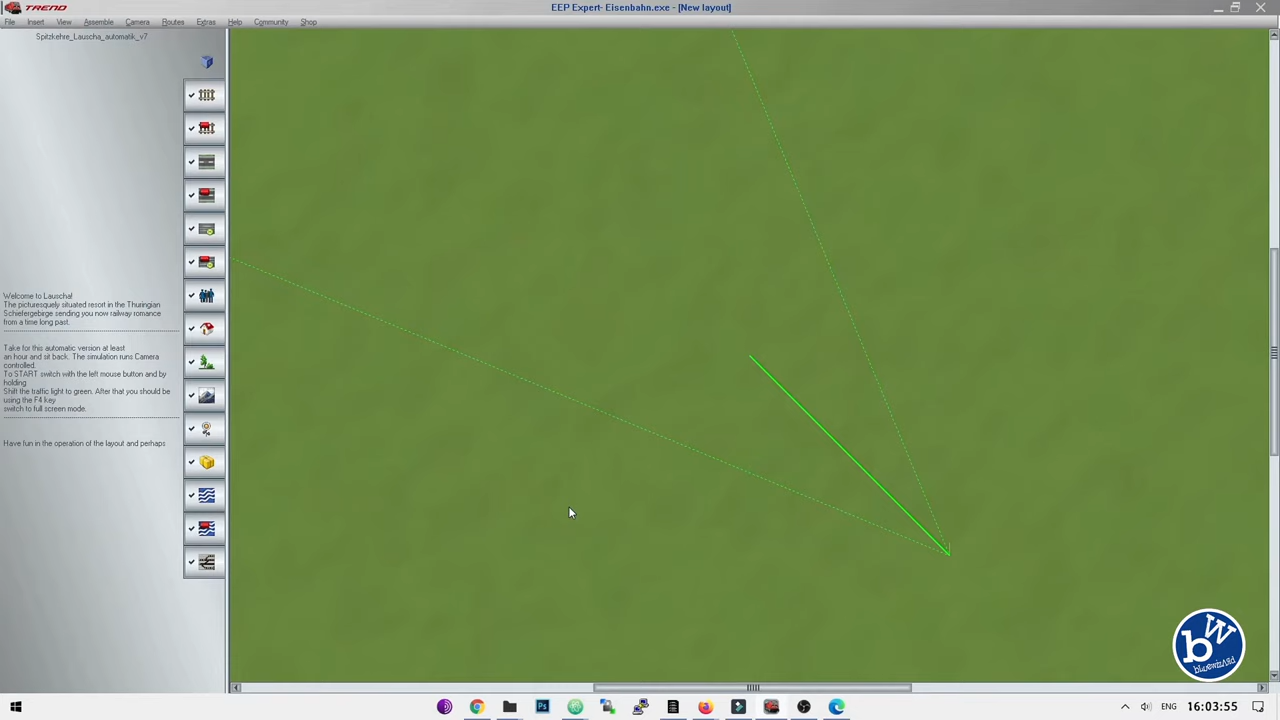 TREND
EEP Expert- Eisenbahn.exe - [New layout]
File Insert View Assemble Camera Routes Extras Help Community Shop
Spitzkehre_Lauscha_automatik_v7
Welcome to Lauscha!
The picturesquely situated resort in the Thuringian
Schiefergebirge sending you now railway romance
from a time long past.
Take for this automatic version at least
an hour and sit back. The simulation runs Camera
controlled.
To START switch with the left mouse button and by
holding
Shift the traffic light to green. After that you should be
using the F4 key
switch to full screen mode.
Have fun in the operation of the layout and perhaps
bW
bluewizard
Ps
ENG
16:03:55